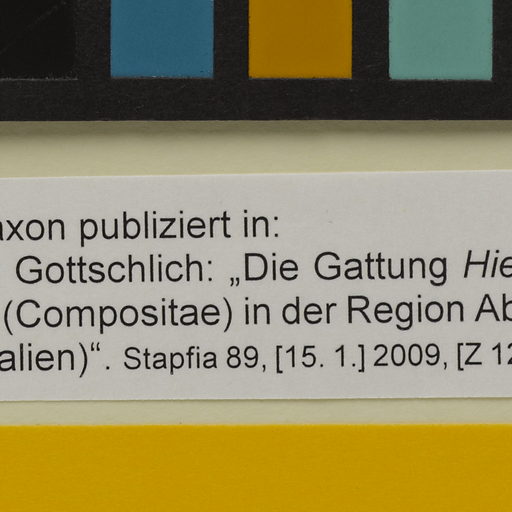 axon publiziert in:
Gottschlich: „Die Gattung Hie
(Compositae) in der Region Ab
alien)“. Stapfia 89, [15. 1.] 2009, [Z 12